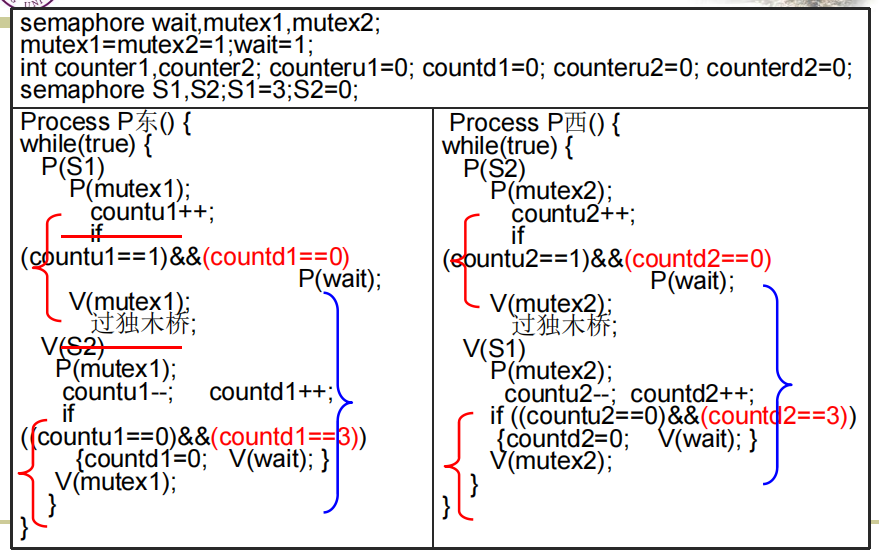 semaphore wait,mutex1,mutex2;
mutex1=mutex2=1;wait=1;
int counter1,counter2; counteru1=0; countd1=0; counteru2=0; counterd2=0;
semaphore S1,S2;S1=3;S2=0;
Process P东() {
while(true) {
P(S1)
P(mutex1);
countu1++;
if
(countu1==1)&&(countd1==0)
P(wait);
V(mutex1);
过独木桥;
V(S2)
P(mutex1);
countu1--; countd1++;
if
((countu1==0)&&(countd1==3))
{countd1=0; V(wait); }
V(mutex1);
}
}
Process P西() {
while(true) {
P(S2)
P(mutex2);
countu2++;
if
(countu2==1)&&(countd2==0)
P(wait);
V(mutex2);
过独木桥;
V(S1)
P(mutex2);
countu2--; countd2++;
if ((countu2==0)&&(countd2==3))
{countd2=0; V(wait); }
V(mutex2);
}
}